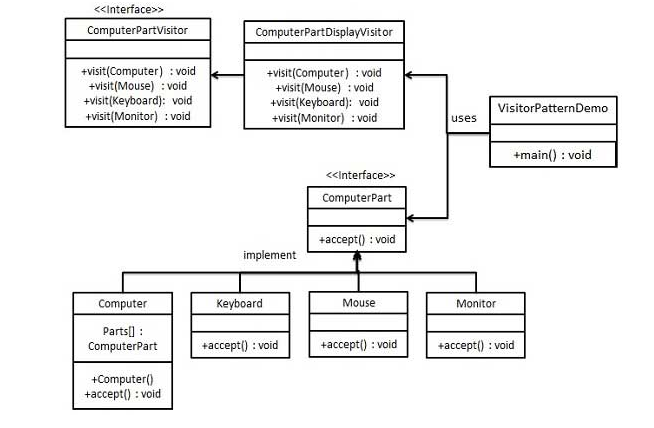 <<Interface>>
ComputerPartVisitor
+visit(Computer) : void
+visit(Mouse) : void
+visit(Keyboard): void
+visit(Monitor) : void
ComputerPartDisplayVisitor
+visit(Computer) : void
+visit(Mouse) : void
+visit(Keyboard): void
+visit(Monitor) : void
uses
VisitorPatternDemo
+main() : void
<<Interface>>
ComputerPart
+accept() : void
implement
Computer
Parts[] :
ComputerPart
+Computer()
+accept() : void
Keyboard
+accept() : void
Mouse
+accept() : void
Monitor
+accept() : void